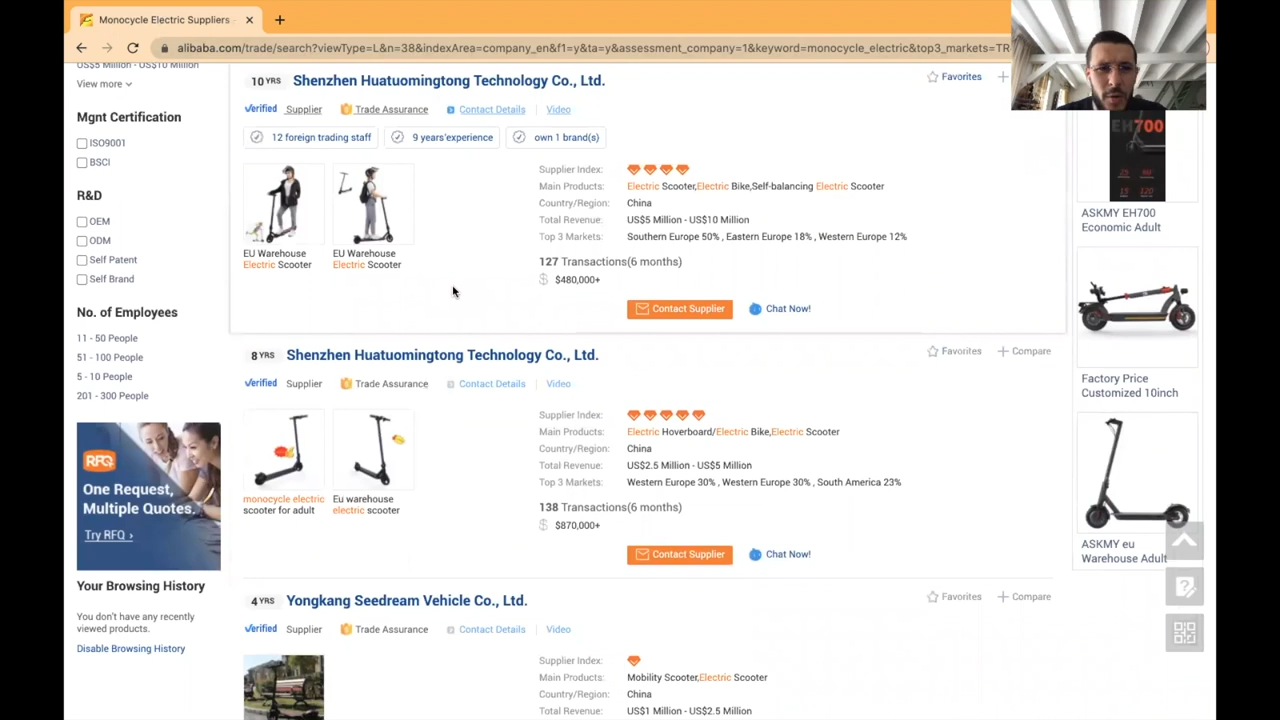 Monocycle Electric Suppliers
alibaba.com/trade/search?viewType=L&n=38&indexArea=company_en&f1=y&ta=y&assessment_company=1&keyword=monocycle_electric&top3_markets=TR
US$5 Million - US$10 Million
View more
Mgnt Certification
ISO9001
BSCI
R&D
OEM
ODM
Self Patent
Self Brand
No. of Employees
11 - 50 People
51 - 100 People
5 - 10 People
201 - 300 People
RFQ
One Request,
Multiple Quotes.
Try RFQ ›
Your Browsing History
You don't have any recently
viewed products.
Disable Browsing History
10 YRS Shenzhen Huatuomingtong Technology Co., Ltd.
Favorites
Verified Supplier Trade Assurance Contact Details Video
12 foreign trading staff 9 years'experience own 1 brand(s)
EU Warehouse
Electric Scooter
EU Warehouse
Electric Scooter
Supplier Index:
Main Products: Electric Scooter,Electric Bike,Self-balancing Electric Scooter
Country/Region: China
Total Revenue: US$5 Million - US$10 Million
Top 3 Markets: Southern Europe 50% , Eastern Europe 18% , Western Europe 12%
127 Transactions(6 months)
$ $480,000+
Contact Supplier Chat Now!
8 YRS Shenzhen Huatuomingtong Technology Co., Ltd.
Favorites Compare
Verified Supplier Trade Assurance Contact Details Video
monocycle electric
scooter for adult
Eu warehouse
electric scooter
Supplier Index:
Main Products: Electric Hoverboard/Electric Bike,Electric Scooter
Country/Region: China
Total Revenue: US$2.5 Million - US$5 Million
Top 3 Markets: Western Europe 30% , Western Europe 30% , South America 23%
138 Transactions(6 months)
$ $870,000+
Contact Supplier Chat Now!
4 YRS Yongkang Seedream Vehicle Co., Ltd.
Favorites Compare
Verified Supplier Trade Assurance Contact Details Video
Supplier Index:
Main Products: Mobility Scooter,Electric Scooter
Country/Region: China
Total Revenue: US$1 Million - US$2.5 Million
EH700
ASKMY EH700
Economic Adult
Factory Price
Customized 10inch
ASKMY eu
Warehouse Adult